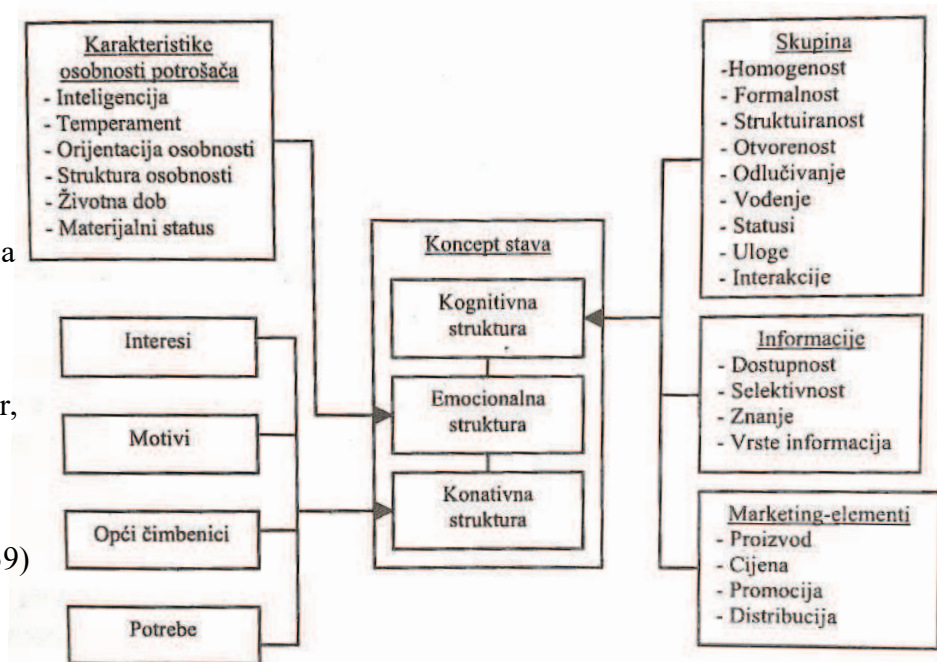 Karakteristike
osobnosti potrošača
- Inteligencija
- Temperament
- Orijentacija osobnosti
- Struktura osobnosti
- Životna dob
- Materijalni status
a
Interesi
r,
Motivi
Opći čimbenici
9)
Potrebe
Koncept stava
Kognitivna
struktura
Emocionalna
struktura
Konativna
struktura
Skupina
-Homogenost
- Formalnost
- Struktuiranost
- Otvorenost
- Odlučivanje
- Vođenje
- Statusi
- Uloge
- Interakcije
Informacije
- Dostupnost
- Selektivnost
- Znanje
- Vrste informacija
Marketing-elementi
- Proizvod
- Cijena
- Promocija
- Distribucija